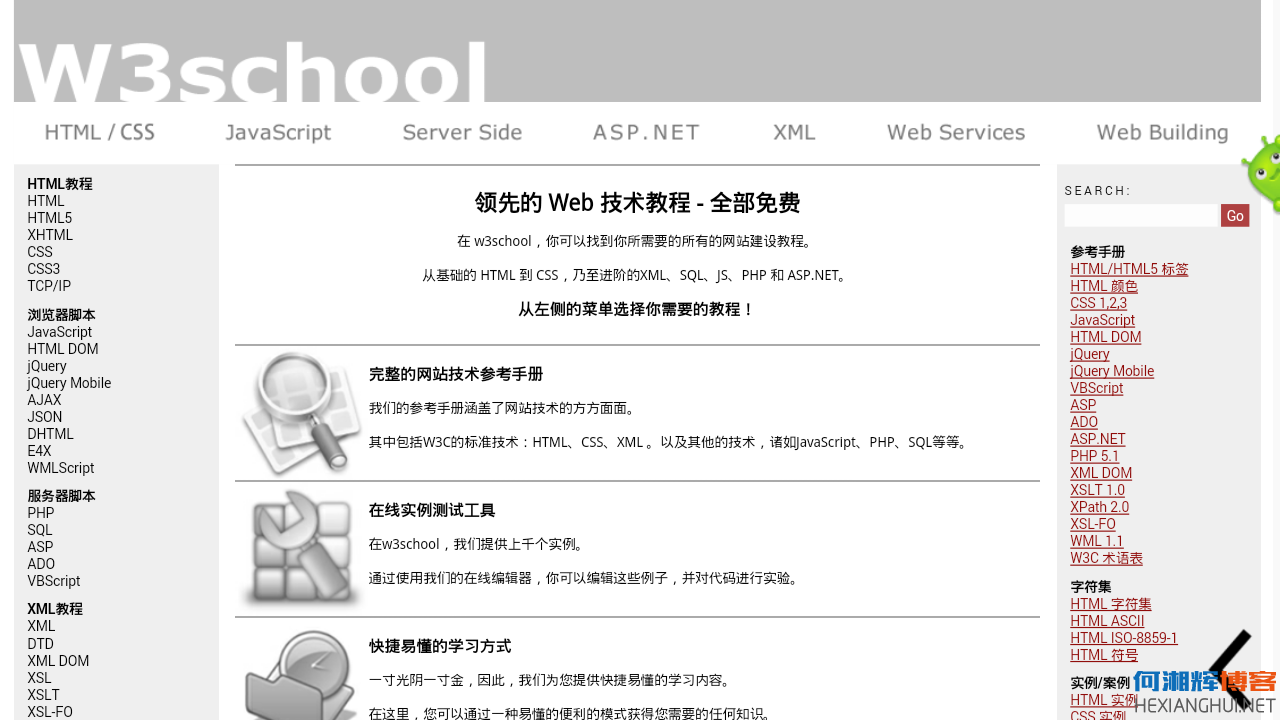 W3school
HTML / CSS
JavaScript
Server Side
ASP.NET
XML
Web Services
Web Building
HTML教程
HTML
HTML5
XHTML
CSS
CSS3
TCP/IP
浏览器脚本
JavaScript
HTML DOM
jQuery
jQuery Mobile
AJAX
JSON
DHTML
E4X
WMLScript
服务器脚本
PHP
SQL
ASP
ADO
VBScript
XML教程
XML
DTD
XML DOM
XSL
XSLT
XSL-FO
领先的 Web 技术教程 - 全部免费
在 w3school，你可以找到你所需要的所有的网站建设教程。
从基础的 HTML 到 CSS，乃至进阶的XML、SQL、JS、PHP 和 ASP.NET。
从左侧的菜单选择你需要的教程！
完整的网站技术参考手册
我们的参考手册涵盖了网站技术的方方面面。
其中包括W3C的标准技术：HTML、CSS、XML 。以及其他的技术，诸如JavaScript、PHP、SQL等等。
在线实例测试工具
在w3school，我们提供上千个实例。
通过使用我们的在线编辑器，你可以编辑这些例子，并对代码进行实验。
快捷易懂的学习方式
一寸光阴一寸金，因此，我们为您提供快捷易懂的学习内容。
在这里，您可以通过一种易懂的便利的模式获得您需要的任何知识。
SEARCH:
Go
参考手册
HTML/HTML5 标签
HTML 颜色
CSS 1,2,3
JavaScript
HTML DOM
jQuery
jQuery Mobile
VBScript
ASP
ADO
ASP.NET
PHP 5.1
XML DOM
XSLT 1.0
XPath 2.0
XSL-FO
WML 1.1
W3C 术语表
字符集
HTML 字符集
HTML ASCII
HTML ISO-8859-1
HTML 符号
实例/案例
HTML 实例
CSS 实例
何湘辉博客
HEXIANGHUI.NET